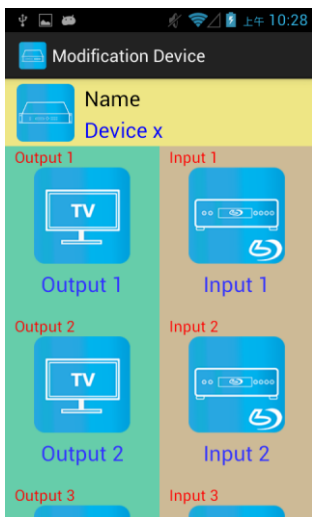 上午 10:28
Modification Device
Name
Device x
Output 1
Input 1
TV
Output 1
Input 1
Output 2
Input 2
TV
Output 2
Input 2
Output 3
Input 3